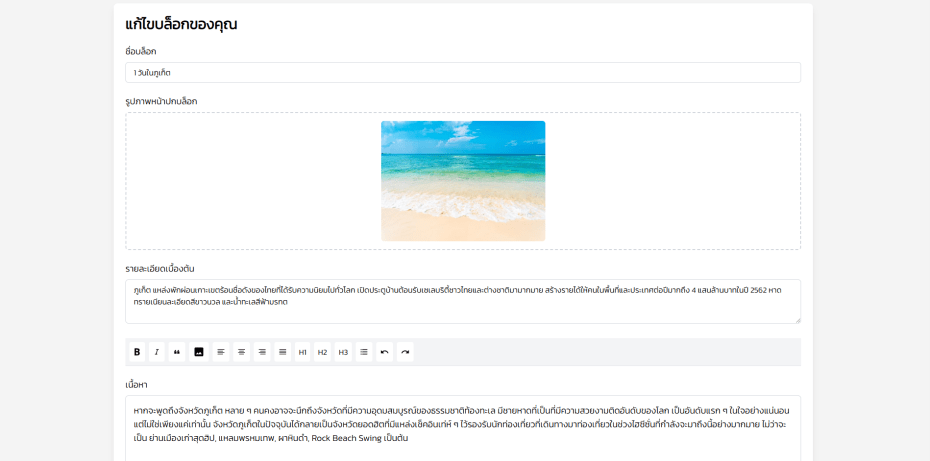 แก้ไขบล็อกของคุณ
ชื่อบล็อก
1 วันในภูเก็ต
รูปภาพหน้าปกบล็อก
รายละเอียดเบื้องต้น
ภูเก็ต แหล่งพักผ่อนเกาะเขตร้อนชื่อดังของไทยที่ได้รับความนิยมไปทั่วโลก เปิดประตูบ้านต้อนรับเซเลบริตี้ชาวไทยและต่างชาติมามากมาย สร้างรายได้ให้คนในพื้นที่และประเทศต่อปีมากถึง 4 แสนล้านบาทในปี 2562 หาด
ทรายเนียนละเอียดสีขาวนวล และน้ำทะเลสีฟ้ามรกต
B I H1 H2 H3
เนื้อหา
หากจะพูดถึงจังหวัดภูเก็ต หลาย ๆ คนคงอาจจะนึกถึงจังหวัดที่มีความอุดมสมบูรณ์ของธรรมชาติท้องทะเล มีชายหาดที่เป็นที่มีความสวยงานติดอันดับของโลก เป็นอันดับแรก ๆ ในใจอย่างแน่นอน
แต่ไม่ใช่เพียงแค่เท่านั้น จังหวัดภูเก็ตในปัจจุบันได้กลายเป็นจังหวัดยอดฮิตที่มีแหล่งเช็คอินเท่ห์ ๆ ไว้รองรับนักท่องเที่ยวที่เดินทางมาท่องเที่ยวในช่วงไฮซีซั่นที่กำลังจะมาถึงนี้อย่างมากมาย ไม่ว่าจะ
เป็น ย่านเมืองเก่าสุดฮิป, แหลมพรหมเทพ, ผาหินดำ, Rock Beach Swing เป็นต้น